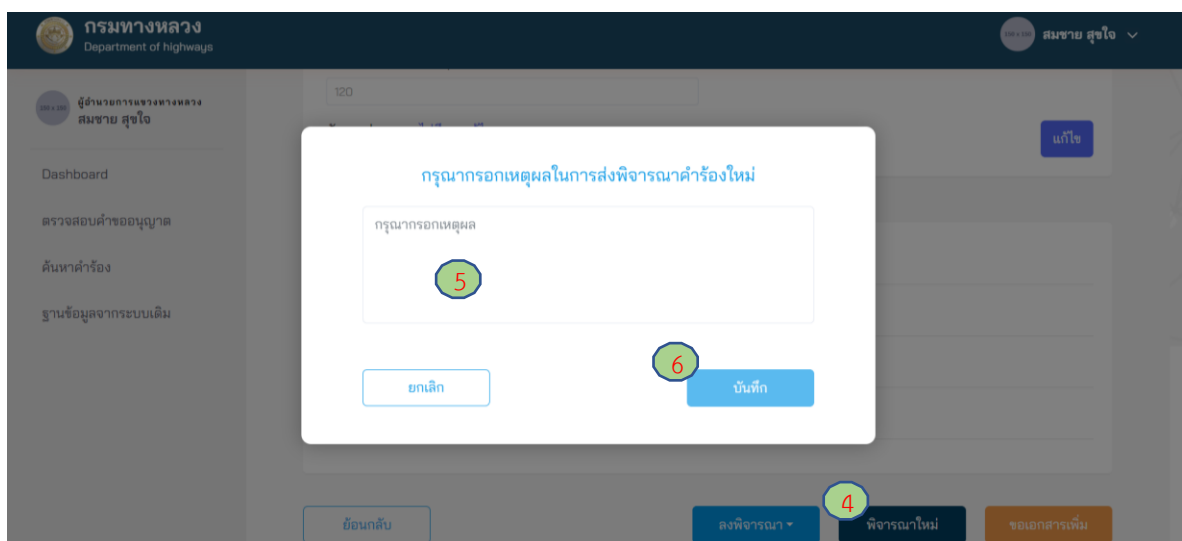 กรมทางหลวง
Department of highways
สมชาย สุขใจ
ผู้อำนวยการแขวงทางหลวง
สมชาย สุขใจ
Dashboard
ตรวจสอบคำขออนุญาต
ค้นหาคำร้อง
ฐานข้อมูลจากระบบเดิม
120
แก้ไข
กรุณากรอกเหตุผลในการส่งพิจารณาคำร้องใหม่
กรุณากรอกเหตุผล
5
6
ยกเลิก
บันทึก
4
ย้อนกลับ
ลงพิจารณา
พิจารณาใหม่
ขอเอกสารเพิ่ม